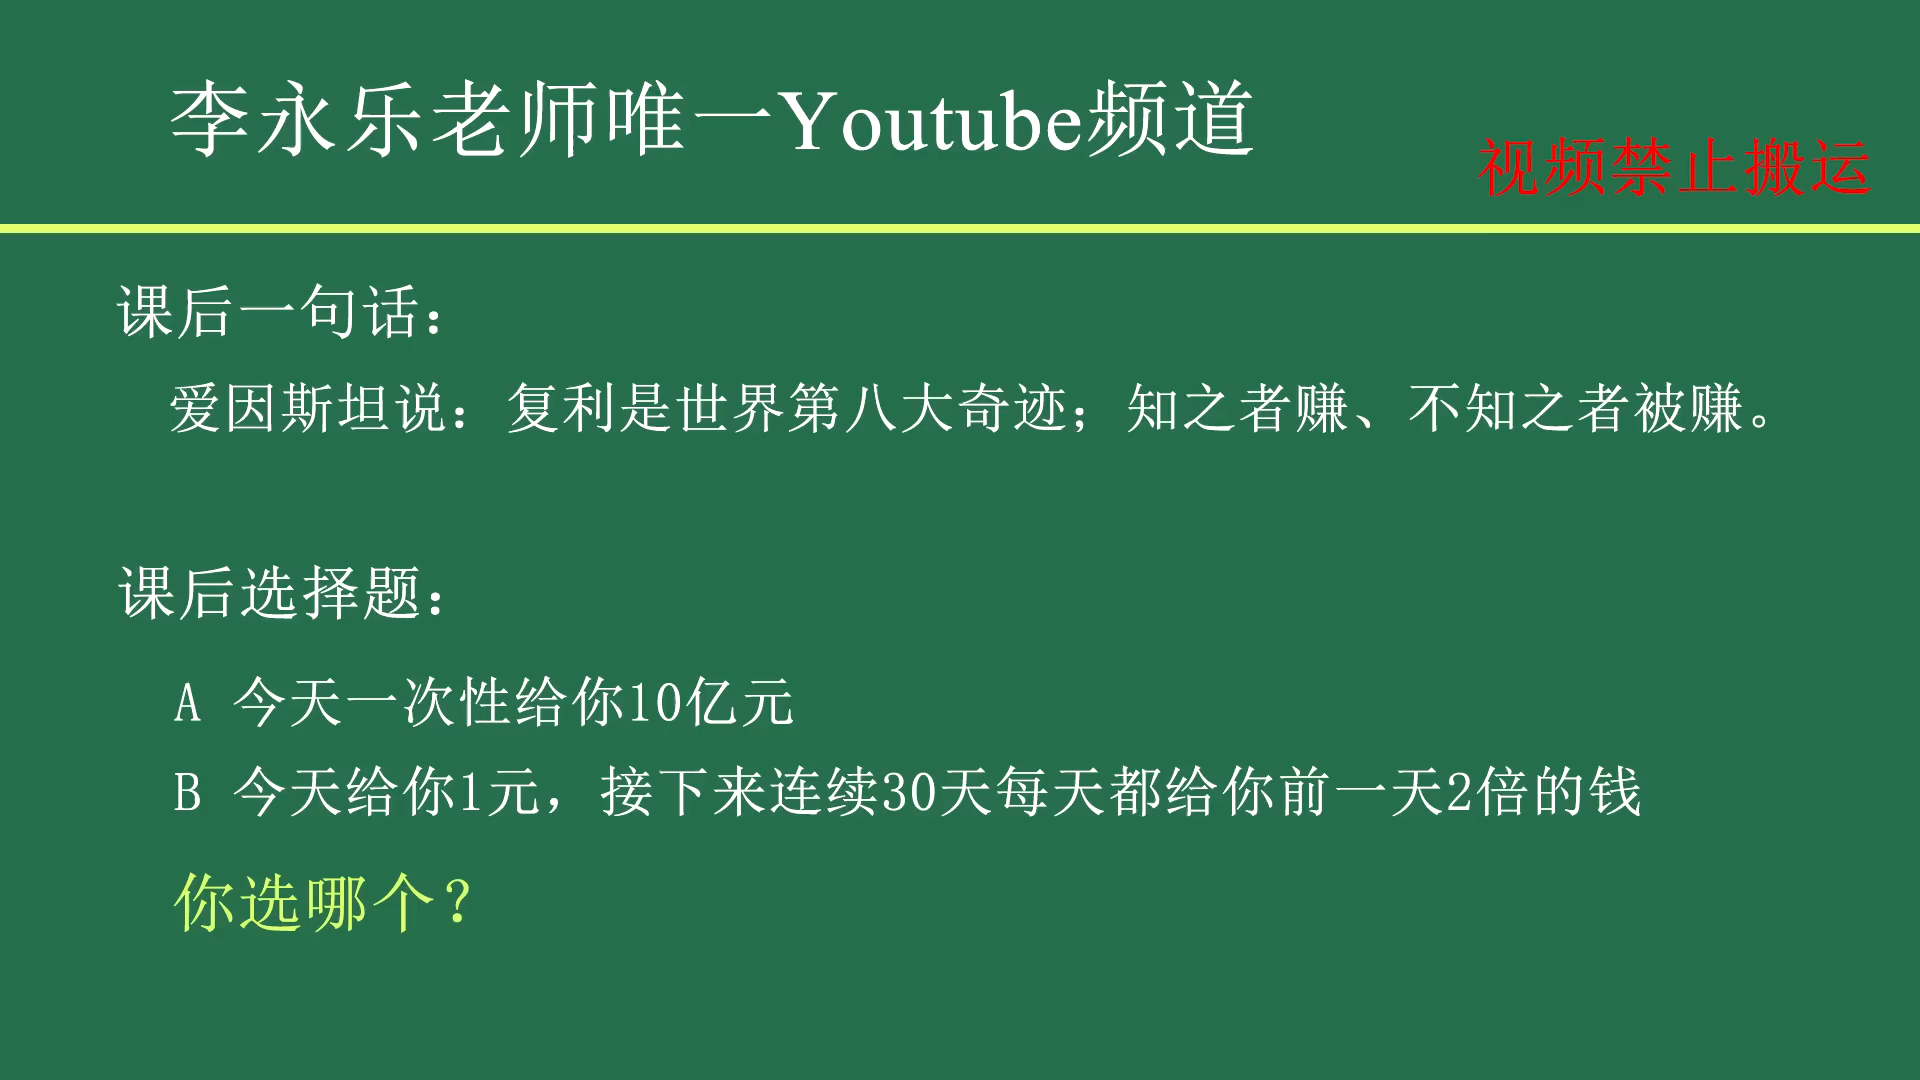 李永乐老师唯一Youtube频道
视频禁止搬运
课后一句话：
爱因斯坦说：复利是世界第八大奇迹；知之者赚、不知之者被赚。
课后选择题：
A 今天一次性给你10亿元
B 今天给你1元，接下来连续30天每天都给你前一天2倍的钱
你选哪个？